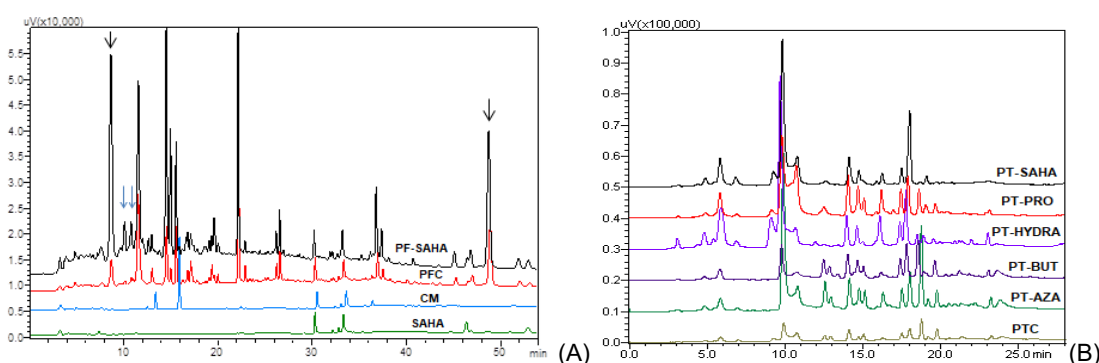 uV(x10,000)
5.5
5.0
4.5
4.0
3.5
3.0
2.5
2.0
1.5
1.0
0.5
0.0
PF-SAHA
PFC
CM
SAHA
10
20
30
40
50
min
(A)
uV(x100,000)
1.0
0.9
0.8
0.7
0.6
0.5
0.4
0.3
0.2
0.1
0.0
PT-SAHA
PT-PRO
PT-HYDRA
PT-BUT
PT-AZA
PTC
0.0
5.0
10.0
15.0
20.0
25.0 min
(B)